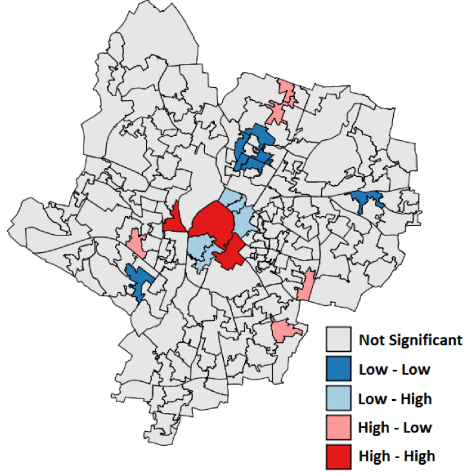 Not Significant
Low - Low
Low - High
High - Low
High - High